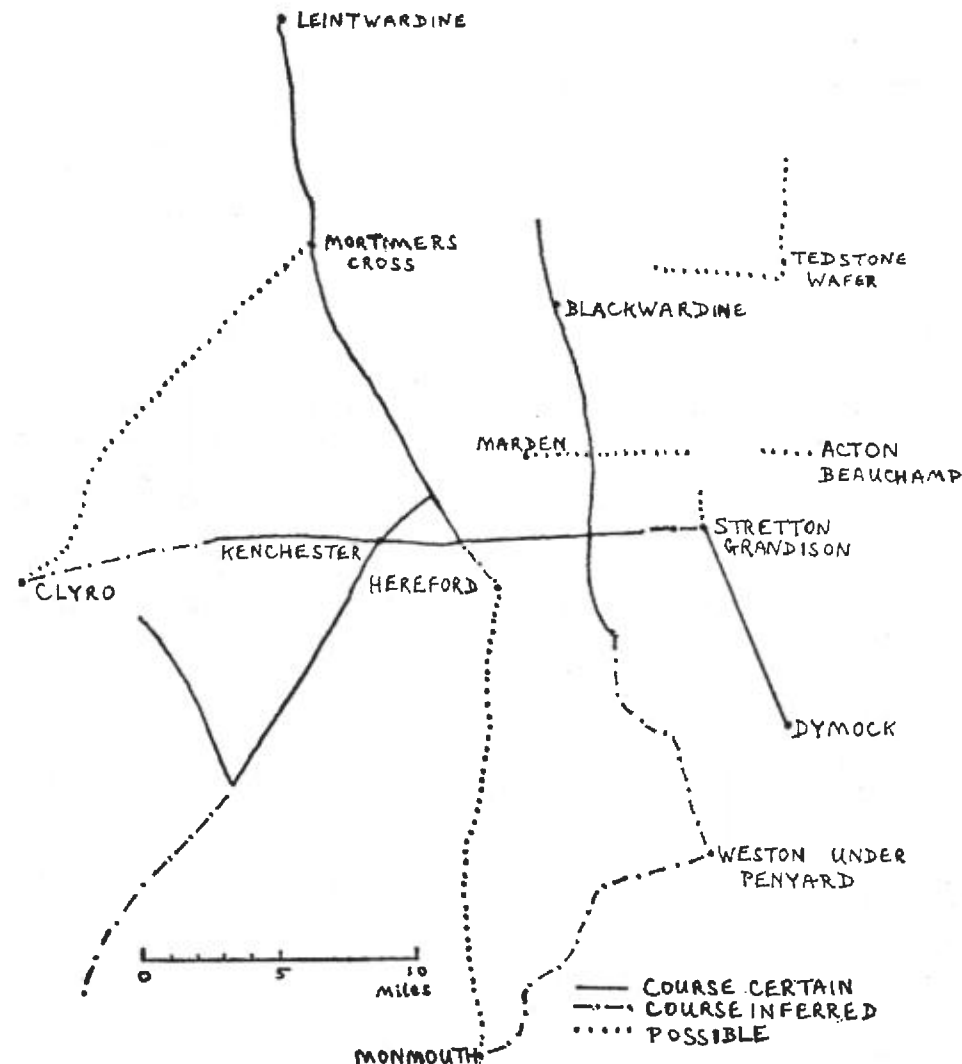 LEINTWARDINE
MORTIMERS
CROSS
TEDSTONE
WAFER
BLACKWARDINE
MARDEN
ACTON
BEAUCHAMP
STRETTON
GRANDISON
KENCHESTER
HEREFORD
CLYRO
DYMOCK
WESTON UNDER
PENYARD
0 5 10
miles
COURSE CERTAIN
COURSE INFERRED
POSSIBLE
MONMOUTH